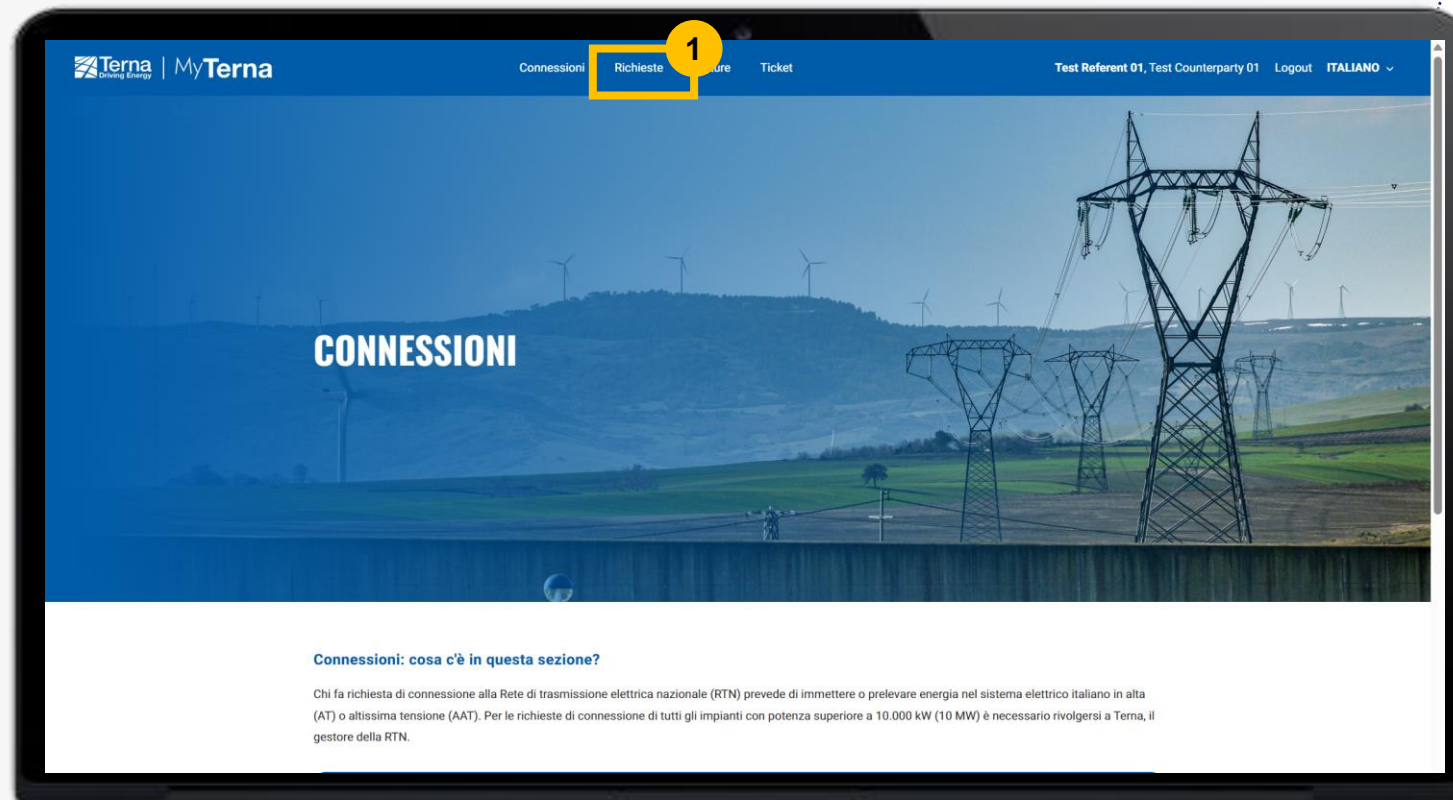 Terna
Driving Energy
MyTerna
Connessioni Richieste 1 ure Ticket
Test Referent 01, Test Counterparty 01 Logout ITALIANO
CONNESSIONI
Connessioni: cosa c'è in questa sezione?
Chi fa richiesta di connessione alla Rete di trasmissione elettrica nazionale (RTN) prevede di immettere o prelevare energia nel sistema elettrico italiano in alta
(AT) o altissima tensione (AAT). Per le richieste di connessione di tutti gli impianti con potenza superiore a 10.000 kW (10 MW) è necessario rivolgersi a Terna, il
gestore della RTN.